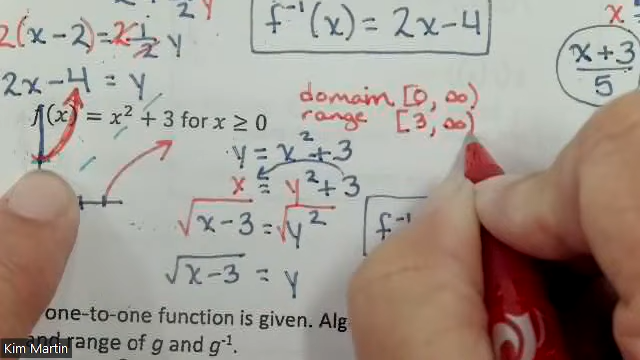 2(x-2)=2 1/2 y
f⁻¹(x) = 2x-4
x
2x-4 = y
x+3
5
f(x) = x² + 3 for x ≥ 0
domain [0, ∞)
range [3, ∞)
y = x² + 3
x = y² + 3
√x-3 = √y²
f⁻¹
√x-3 = y
one-to-one function is given. Alg
and range of g and g⁻¹.
Kim Martin